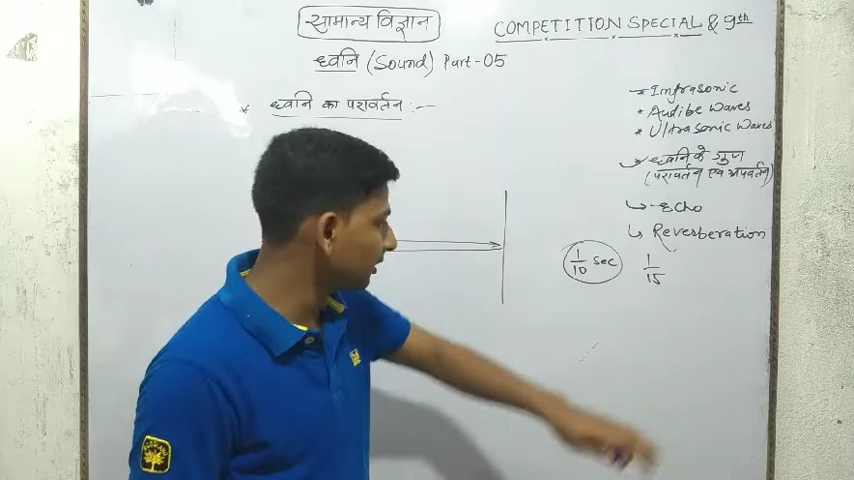 सामान्य विज्ञान
COMPETITION SPECIAL & 9th
ध्वनि (Sound) Part-05
* ध्वनि का परावर्तन :-
* Infrasonic
* Audible Waves
* Ultrasonic Waves
ध्वनि के गुण
(परावर्तन एवं अपवर्तन)
Echo
Reverberation
1/10 Sec
1/15